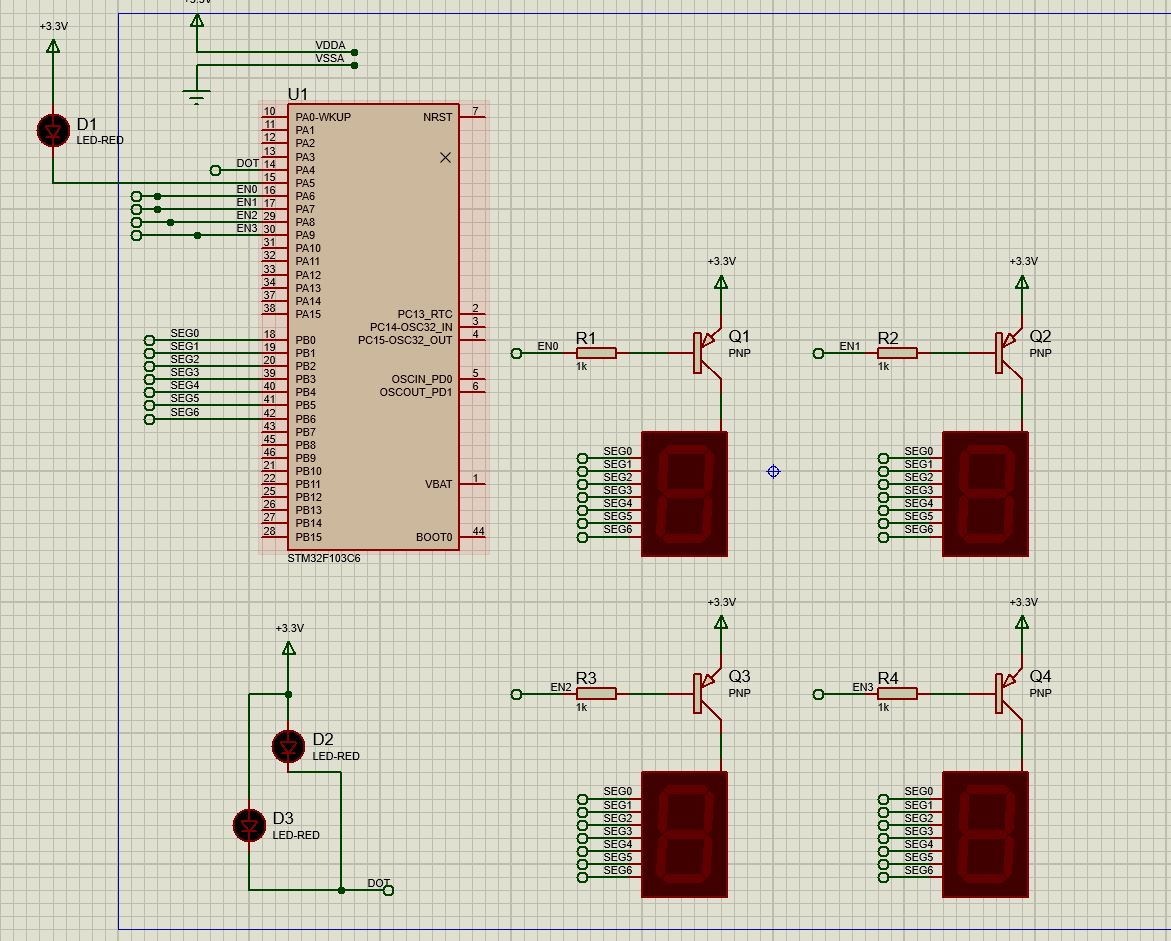 +3.3V
+3.3V
VDDA
VSSA
D1
LED-RED
U1
10 PA0-WKUP
11 PA1
12 PA2
13 PA3
DOT 14 PA4
15 PA5
EN0 16 PA6
EN1 17 PA7
EN2 29 PA8
EN3 30 PA9
31 PA10
32 PA11
33 PA12
34 PA13
37 PA14
38 PA15
SEG0 18 PB0
SEG1 19 PB1
SEG2 20 PB2
SEG3 39 PB3
SEG4 40 PB4
SEG5 41 PB5
SEG6 42 PB6
43 PB7
45 PB8
46 PB9
21 PB10
22 PB11
25 PB12
26 PB13
27 PB14
28 PB15
NRST 7
PC13_RTC 2
PC14-OSC32_IN 3
PC15-OSC32_OUT 4
OSCIN_PD0 5
OSCOUT_PD1 6
VBAT 1
BOOT0 44
STM32F103C6
+3.3V
EN0
R1
1k
Q1
PNP
SEG0
SEG1
SEG2
SEG3
SEG4
SEG5
SEG6
+3.3V
EN1
R2
1k
Q2
PNP
SEG0
SEG1
SEG2
SEG3
SEG4
SEG5
SEG6
+3.3V
D2
LED-RED
D3
LED-RED
DOT
+3.3V
EN2
R3
1k
Q3
PNP
SEG0
SEG1
SEG2
SEG3
SEG4
SEG5
SEG6
+3.3V
EN3
R4
1k
Q4
PNP
SEG0
SEG1
SEG2
SEG3
SEG4
SEG5
SEG6